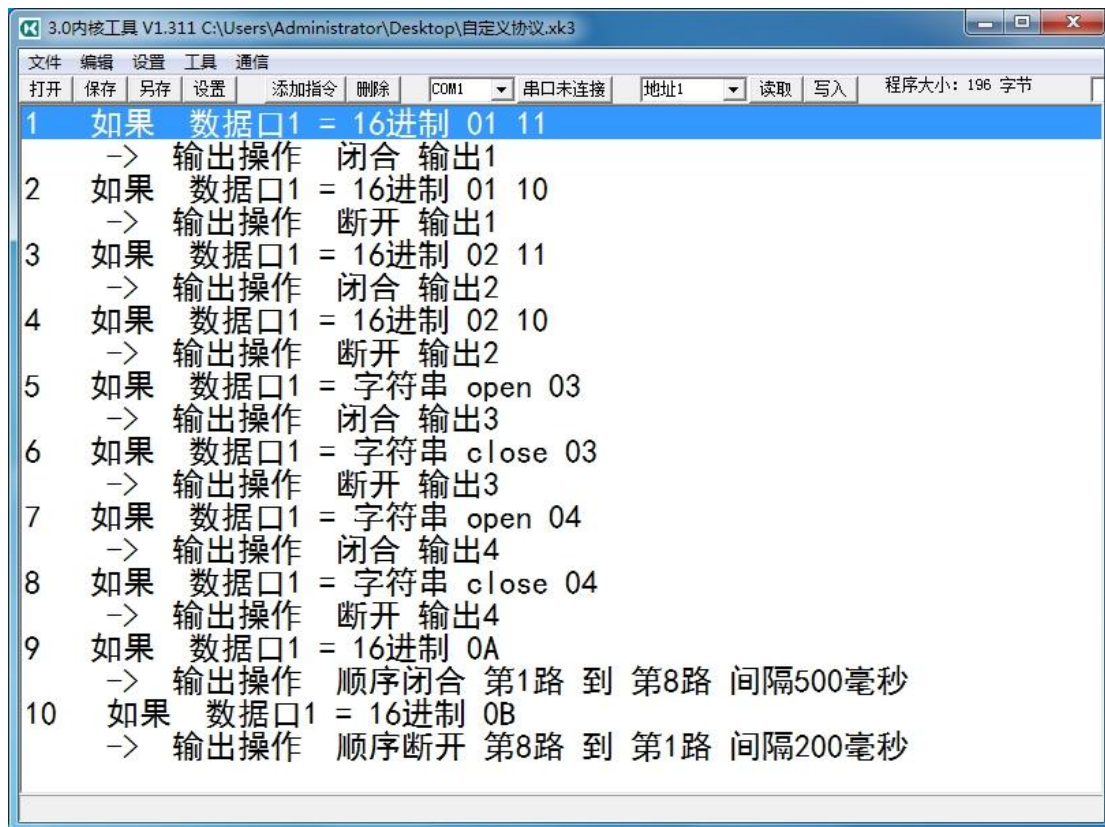 3.0内核工具 V1.311 C:\Users\Administrator\Desktop\自定义协议.xk3
文件 编辑 设置 工具 通信
打开 保存 另存 设置 添加指令 删除 COM1 串口未连接 地址1 读取 写入 程序大小: 196 字节
1 如果 数据口1 = 16进制 01 11
-> 输出操作 闭合 输出1
2 如果 数据口1 = 16进制 01 10
-> 输出操作 断开 输出1
3 如果 数据口1 = 16进制 02 11
-> 输出操作 闭合 输出2
4 如果 数据口1 = 16进制 02 10
-> 输出操作 断开 输出2
5 如果 数据口1 = 字符串 open 03
-> 输出操作 闭合 输出3
6 如果 数据口1 = 字符串 close 03
-> 输出操作 断开 输出3
7 如果 数据口1 = 字符串 open 04
-> 输出操作 闭合 输出4
8 如果 数据口1 = 字符串 close 04
-> 输出操作 断开 输出4
9 如果 数据口1 = 16进制 0A
-> 输出操作 顺序闭合 第1路 到 第8路 间隔500毫秒
10 如果 数据口1 = 16进制 0B
-> 输出操作 顺序断开 第8路 到 第1路 间隔200毫秒